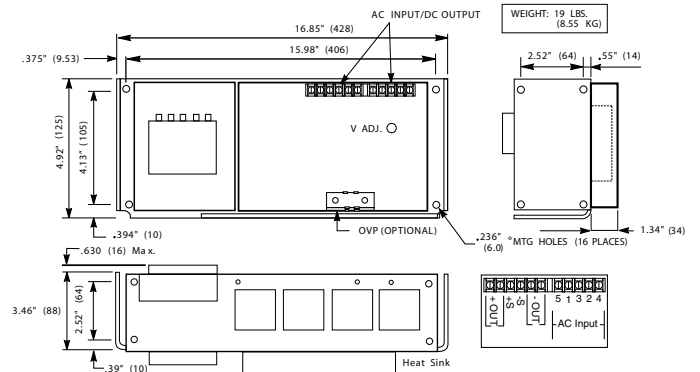 16.85" (428)
AC INPUT/DC OUTPUT
WEIGHT: 19 LBS.
(8.55 KG)
.375" (9.53)
15.98" (406)
2.52" (64)
.55" (14)
4.92" (125)
4.13" (105)
V ADJ.
.394" (10)
OVP (OPTIONAL)
.236"
(6.0)
° MTG HOLES (16 PLACES)
1.34" (34)
.630 (16) Max.
3.46" (88)
2.52" (64)
.39" (10)
Heat Sink
+ OUT
+S
-S
- OUT
5 1 3 2 4
AC Input